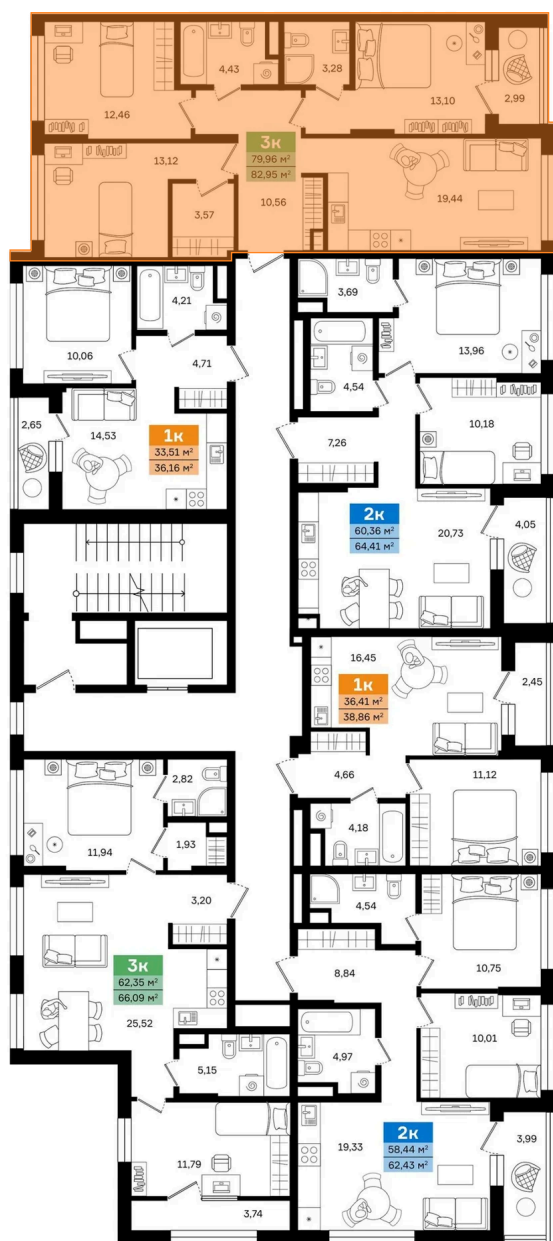 4,43
3,28
12,46
13,10
2,99
3к
79,96 м²
82,95 м²
13,12
3,57
10,56
19,44
4,21
3,69
10,06
4,71
13,96
4,54
2,65
14,53
1к
33,51 м²
36,16 м²
7,26
10,18
2к
60,36 м²
64,41 м²
20,73
4,05
16,45
1к
36,41 м²
38,86 м²
2,45
2,82
4,66
11,12
11,94
1,93
4,18
3,20
4,54
3к
62,35 м²
66,09 м²
25,52
8,84
10,75
5,15
4,97
10,01
11,79
19,33
2к
58,44 м²
62,43 м²
3,99
3,74